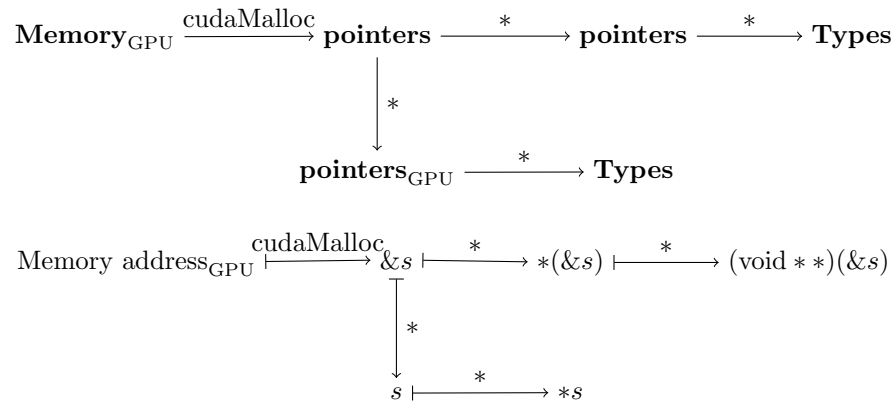 Memory_GPU cudaMalloc pointers * pointers * Types
*
pointers_GPU * Types
Memory address_GPU cudaMalloc &s * *(&s) * (void * *)(&s)
*
s * *s